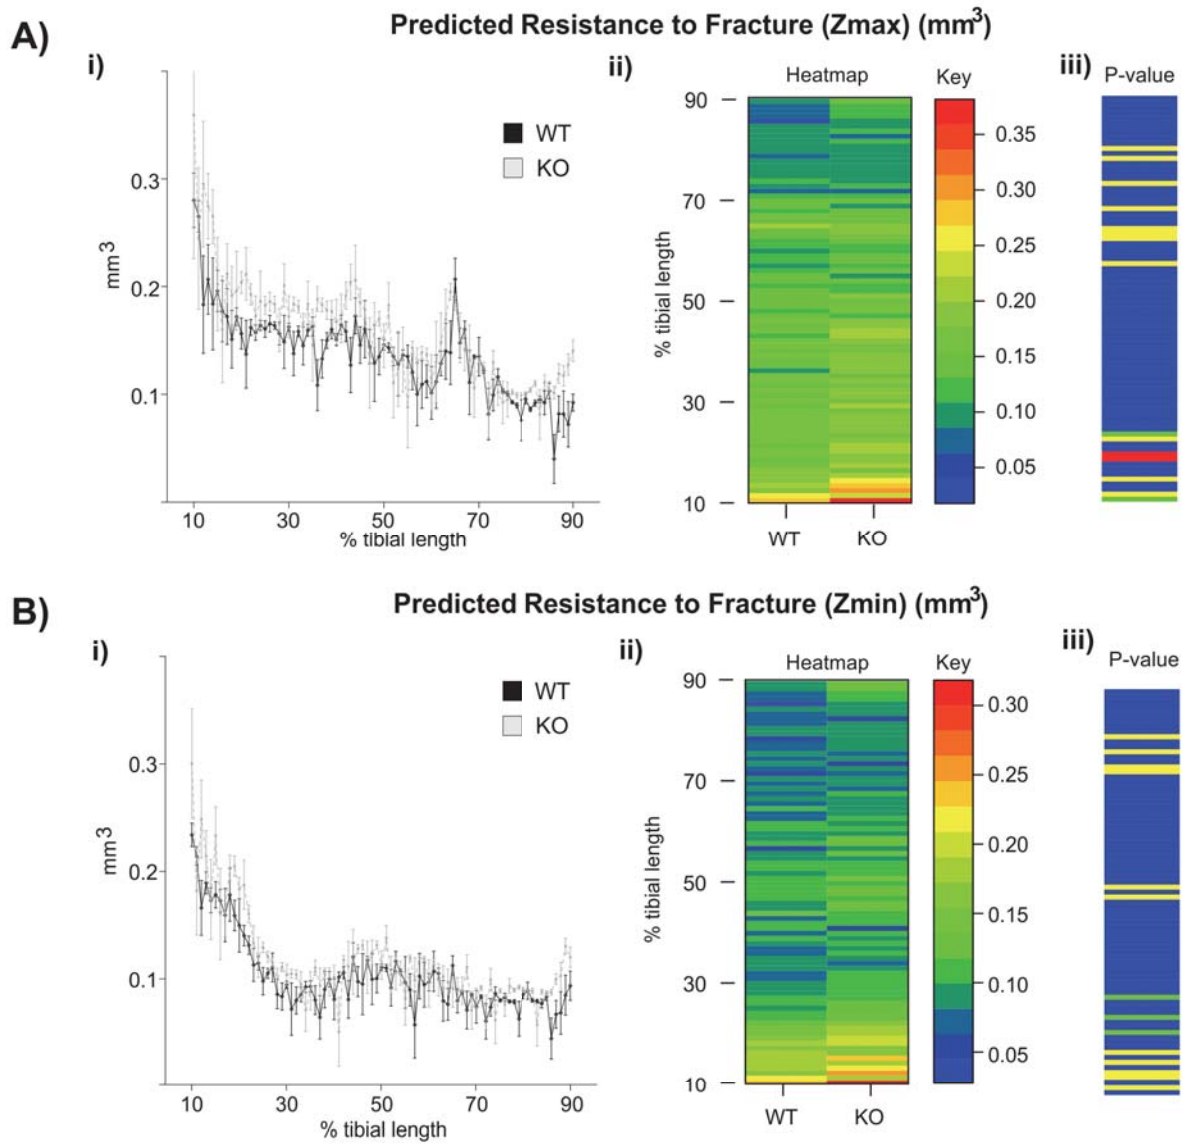 A)
Predicted Resistance to Fracture (Zmax) (mm3)
i)
ii)
iii)
Heatmap
Key
P-value
WT
KO
0.3
0.2
0.1
mm3
10
30
50
70
90
% tibial length
90
70
50
30
10
% tibial length
WT
KO
0.35
0.30
0.25
0.20
0.15
0.10
0.05
B)
Predicted Resistance to Fracture (Zmin) (mm3)
i)
ii)
iii)
Heatmap
Key
P-value
WT
KO
0.3
0.2
0.1
mm3
10
30
50
70
90
% tibial length
90
70
50
30
10
% tibial length
WT
KO
0.30
0.25
0.20
0.15
0.10
0.05